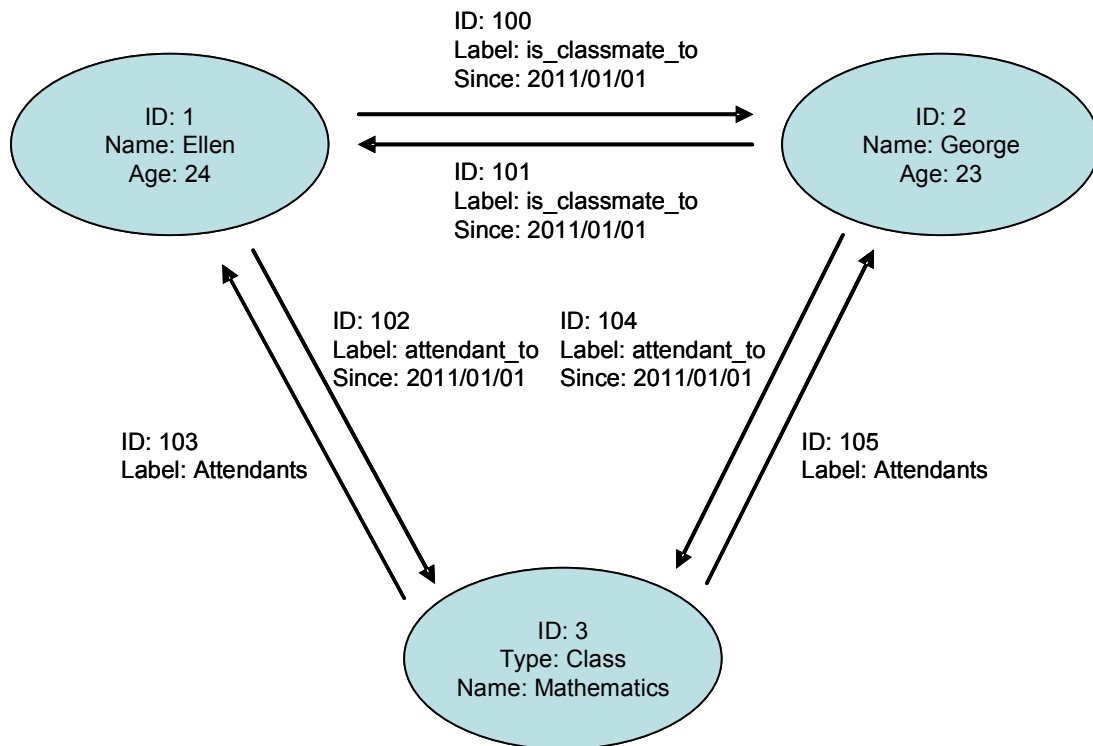 ID: 100
Label: is_classmate_to
Since: 2011/01/01
ID: 1
Name: Ellen
Age: 24
ID: 2
Name: George
Age: 23
ID: 101
Label: is_classmate_to
Since: 2011/01/01
ID: 102
Label: attendant_to
Since: 2011/01/01
ID: 104
Label: attendant_to
Since: 2011/01/01
ID: 103
Label: Attendants
ID: 105
Label: Attendants
ID: 3
Type: Class
Name: Mathematics